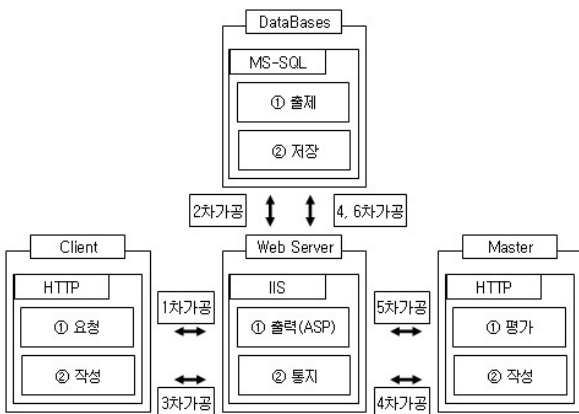 DataBases
MS-SQL
① 출제
② 저장
2차가공
4, 6차가공
Client
HTTP
① 요청
② 작성
1차가공
3차가공
Web Server
IIS
① 출력(ASP)
② 통지
5차가공
4차가공
Master
HTTP
① 평가
② 작성